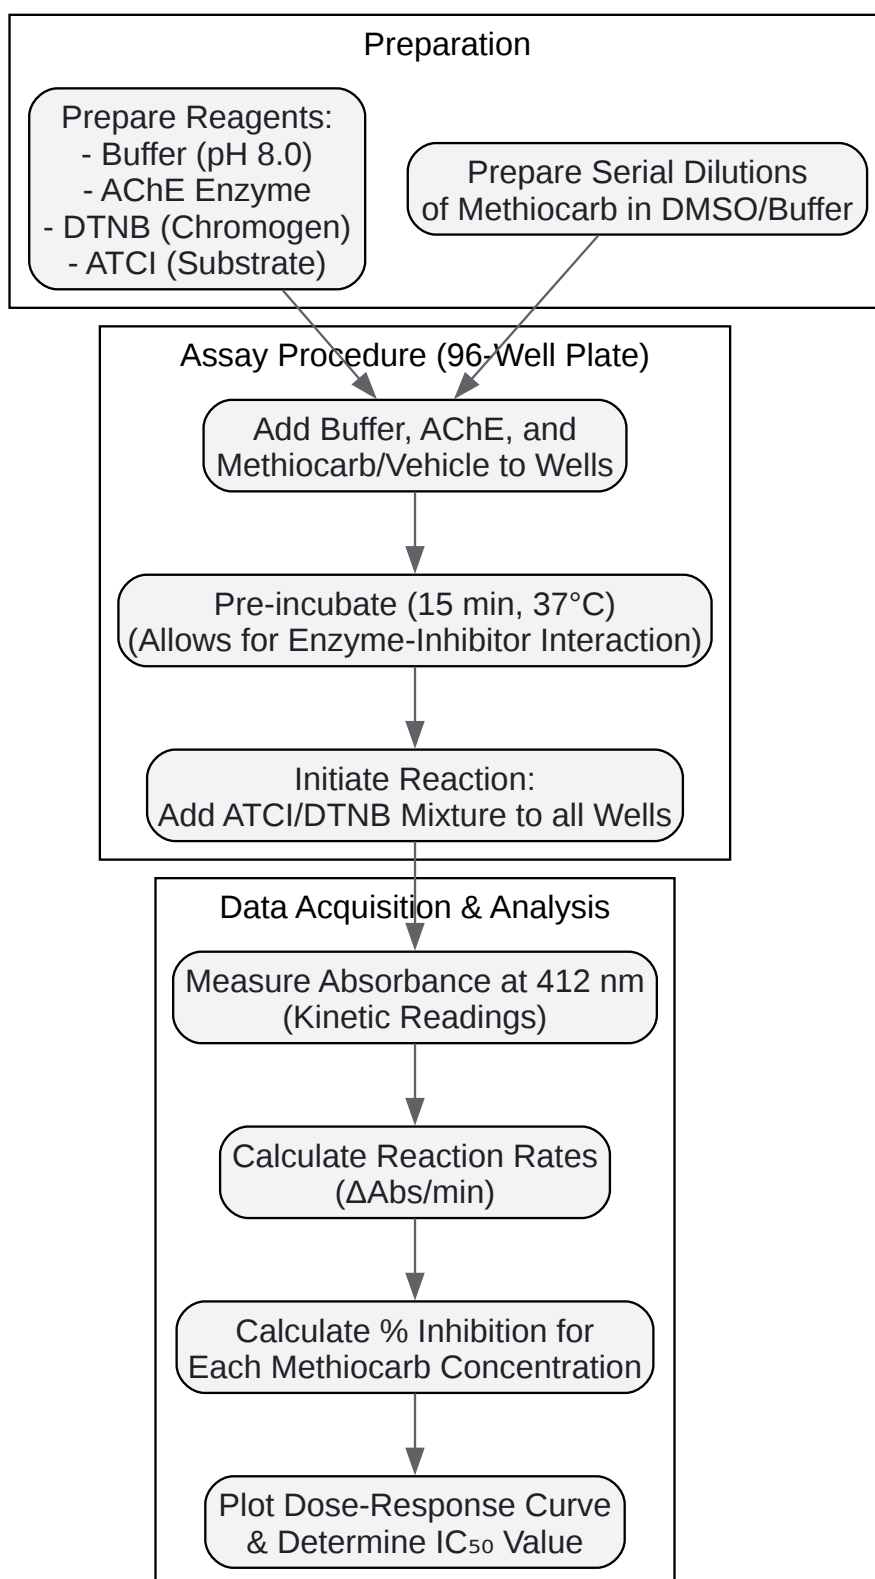 Preparation
Prepare Reagents:
- Buffer (pH 8.0)
- AChE Enzyme
- DTNB (Chromogen)
- ATCI (Substrate)
Prepare Serial Dilutions
of Methiocarb in DMSO/Buffer
Assay Procedure (96-Well Plate)
Add Buffer, AChE, and
Methiocarb/Vehicle to Wells
Pre-incubate (15 min, 37°C)
(Allows for Enzyme-Inhibitor Interaction)
Initiate Reaction:
Add ATCI/DTNB Mixture to all Wells
Data Acquisition & Analysis
Measure Absorbance at 412 nm
(Kinetic Readings)
Calculate Reaction Rates
(ΔAbs/min)
Calculate % Inhibition for
Each Methiocarb Concentration
Plot Dose-Response Curve
& Determine IC₅₀ Value